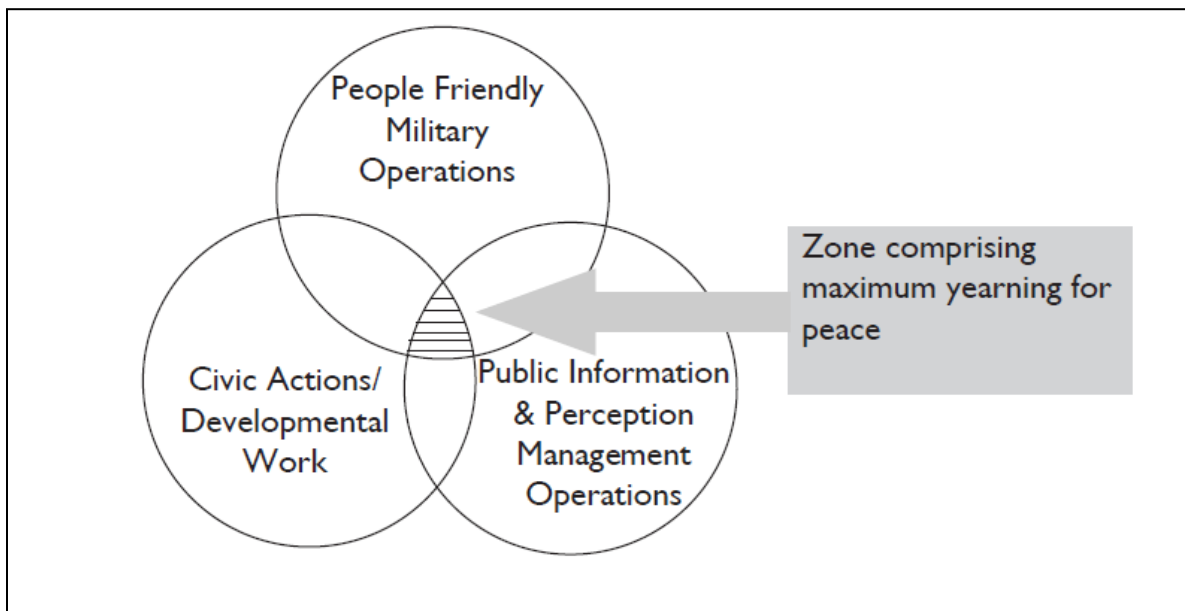 People Friendly
Military
Operations
Zone comprising
maximum yearning for
peace
Civic Actions/
Developmental
Work
Public Information
& Perception
Management
Operations